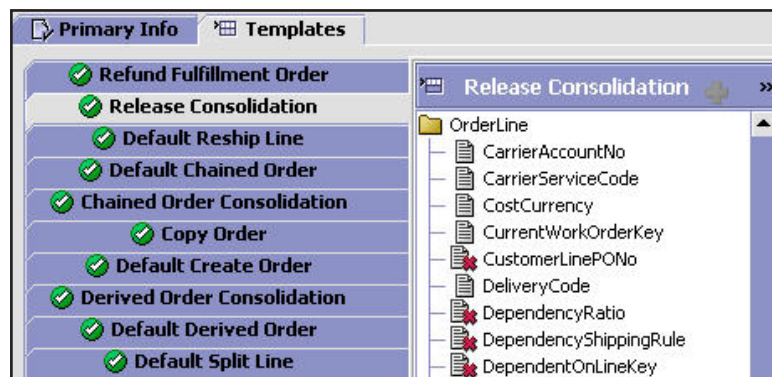 Primary Info Templates
Refund Fulfillment Order
Release Consolidation
Default Reship Line
Default Chained Order
Chained Order Consolidation
Copy Order
Default Create Order
Derived Order Consolidation
Default Derived Order
Default Split Line
Release Consolidation »
OrderLine
CarrierAccountNo
CarrierServiceCode
CostCurrency
CurrentWorkOrderKey
CustomerLinePONo
DeliveryCode
DependencyRatio
DependencyShippingRule
DependentOnLineKey